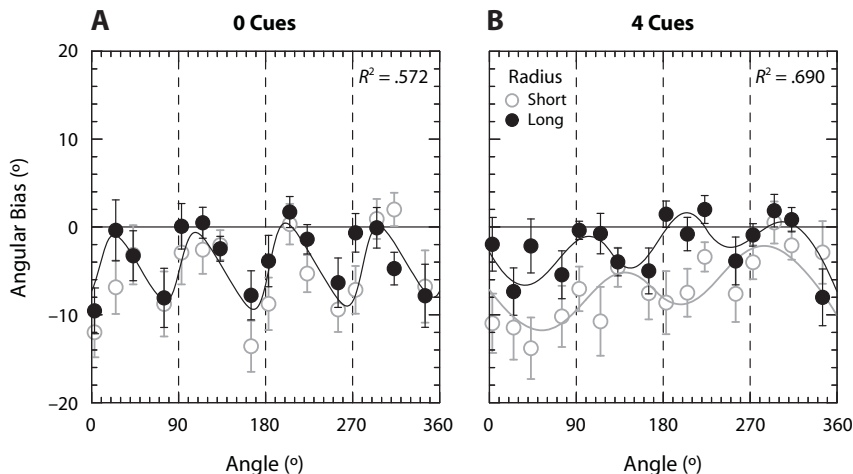 A
0 Cues
B
4 Cues
20
10
0
−10
−20
Angular Bias (º)
R² = .572
0
90
180
270
360
Angle (º)
Radius
Short
Long
R² = .690
0
90
180
270
360
Angle (º)